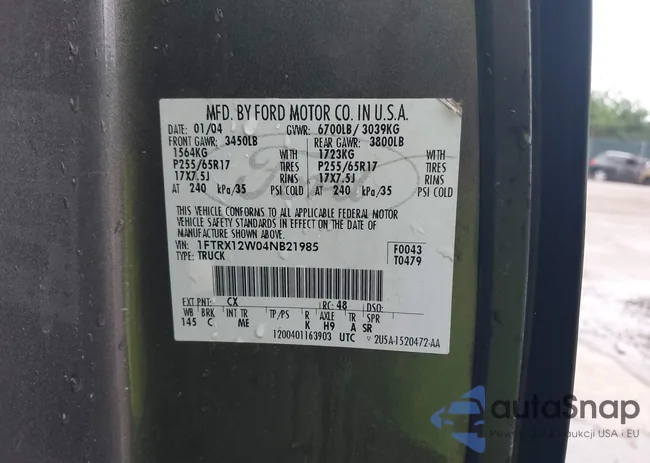 MFD. BY FORD MOTOR CO. IN U.S.A.
DATE: 01/04 GVWR: 6700LB/ 3039KG
FRONT GAWR: 3450LB REAR GAWR: 3800LB
1564KG WITH 1723KG WITH
P255/65R17 TIRES P255/65R17 TIRES
17X7.5J RIMS 17X7.5J RIMS
AT 240 kPa/35 PSI COLD AT 240 kPa/35 PSI COLD
THIS VEHICLE CONFORMS TO ALL APPLICABLE FEDERAL MOTOR
VEHICLE SAFETY STANDARDS IN EFFECT ON THE DATE OF
MANUFACTURE SHOWN ABOVE.
VIN: 1FTRX12W04NB21985 F0043
TYPE: TRUCK T0479
EXT PNT: CX RC: 48 DSO:
WB BRK INT TR TP/PS R AXLE TR SPR
145 C ME K H9 A SR
1200401163903 UTC 2U5A-1520472-AA
Ford
autoSnap
USA i EU